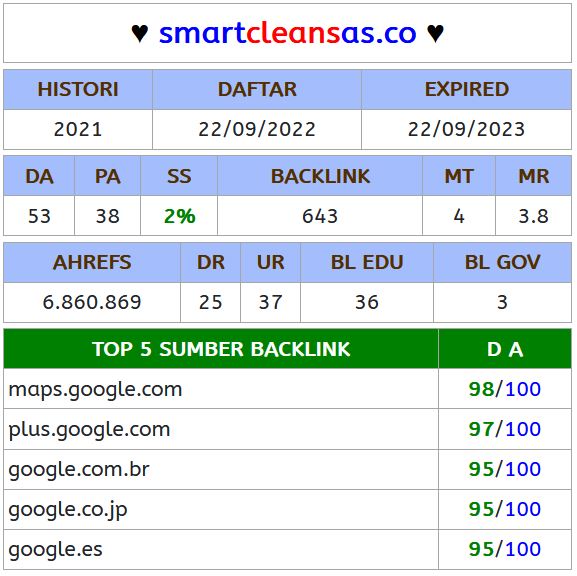 ♥ smartcleansas.co ♥
HISTORI DAFTAR EXPIRED
2021 22/09/2022 22/09/2023
DA PA SS BACKLINK MT MR
53 38 2% 643 4 3.8
AHREFS DR UR BL EDU BL GOV
6.860.869 25 37 36 3
TOP 5 SUMBER BACKLINK D A
maps.google.com 98/100
plus.google.com 97/100
google.com.br 95/100
google.co.jp 95/100
google.es 95/100